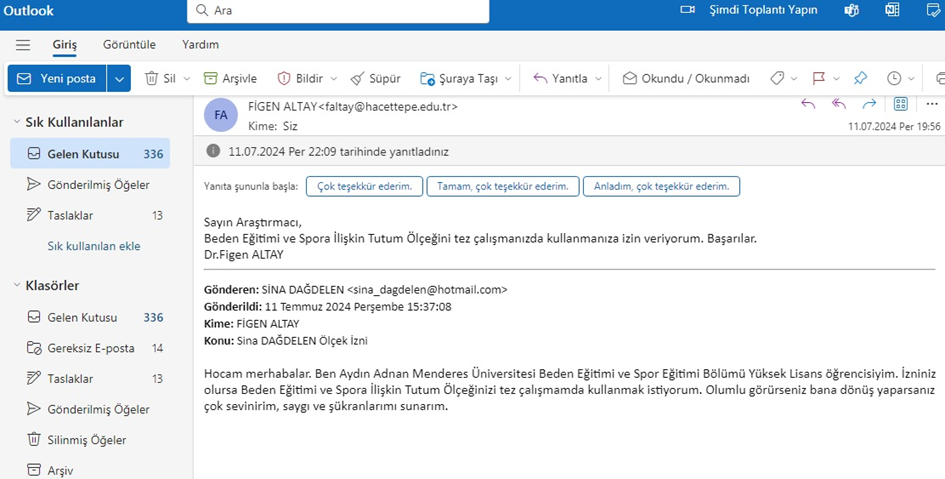 Outlook
Ara
Şimdi Toplantı Yapın
Giriş
Görüntüle
Yardım
Yeni posta
Sil
Arşivle
Bildir
Süpür
Şuraya Taşı
Yanıtla
Okundu / Okunmadı
Sık Kullanılanlar
Gelen Kutusu 336
Gönderilmiş Öğeler
Taslaklar 13
Sık kullanılan ekle
Klasörler
Gelen Kutusu 336
Gereksiz E-posta 14
Taslaklar 13
Gönderilmiş Öğeler
Silinmiş Öğeler
Arşiv
FA
FİGEN ALTAY<faltay@hacettepe.edu.tr>
Kime: Siz
11.07.2024 Per 19:56
11.07.2024 Per 22:09 tarihinde yanıtladınız
Yanıta şununla başla: Çok teşekkür ederim. Tamam, çok teşekkür ederim. Anladım, çok teşekkür ederim.
Sayın Araştırmacı,
Beden Eğitimi ve Spora İlişkin Tutum Ölçeğini tez çalışmanızda kullanmanıza izin veriyorum. Başarılar.
Dr.Figen ALTAY
Gönderen: SİNA DAĞDELEN <sina_dagdelen@hotmail.com>
Gönderildi: 11 Temmuz 2024 Perşembe 15:37:08
Kime: FİGEN ALTAY
Konu: Sina DAĞDELEN Ölçek İzni
Hocam merhabalar. Ben Aydın Adnan Menderes Üniversitesi Beden Eğitimi ve Spor Eğitimi Bölümü Yüksek Lisans öğrencisiyim. İzniniz
olursa Beden Eğitimi ve Spora İlişkin Tutum Ölçeğinizi tez çalışmamda kullanmak istiyorum. Olumlu görürseniz bana dönüş yaparsanız
çok sevinirim, saygı ve şükranlarımı sunarım.